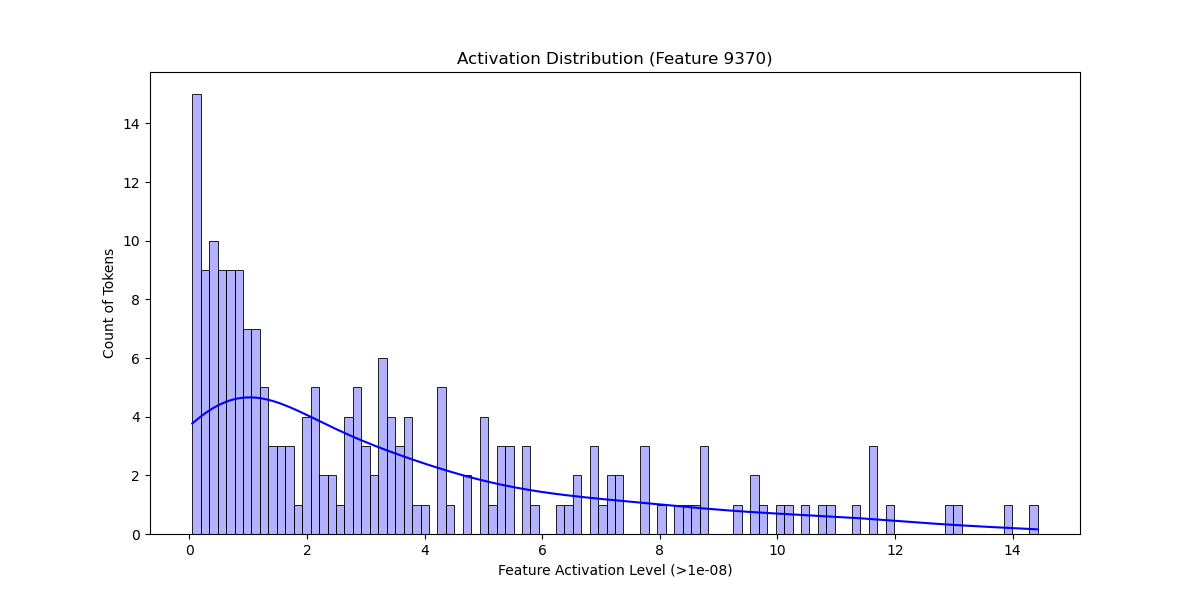 Activation Distribution (Feature 9370)
14
12
10
8
6
4
2
0
Count of Tokens
0 2 4 6 8 10 12 14
Feature Activation Level (>1e-08)